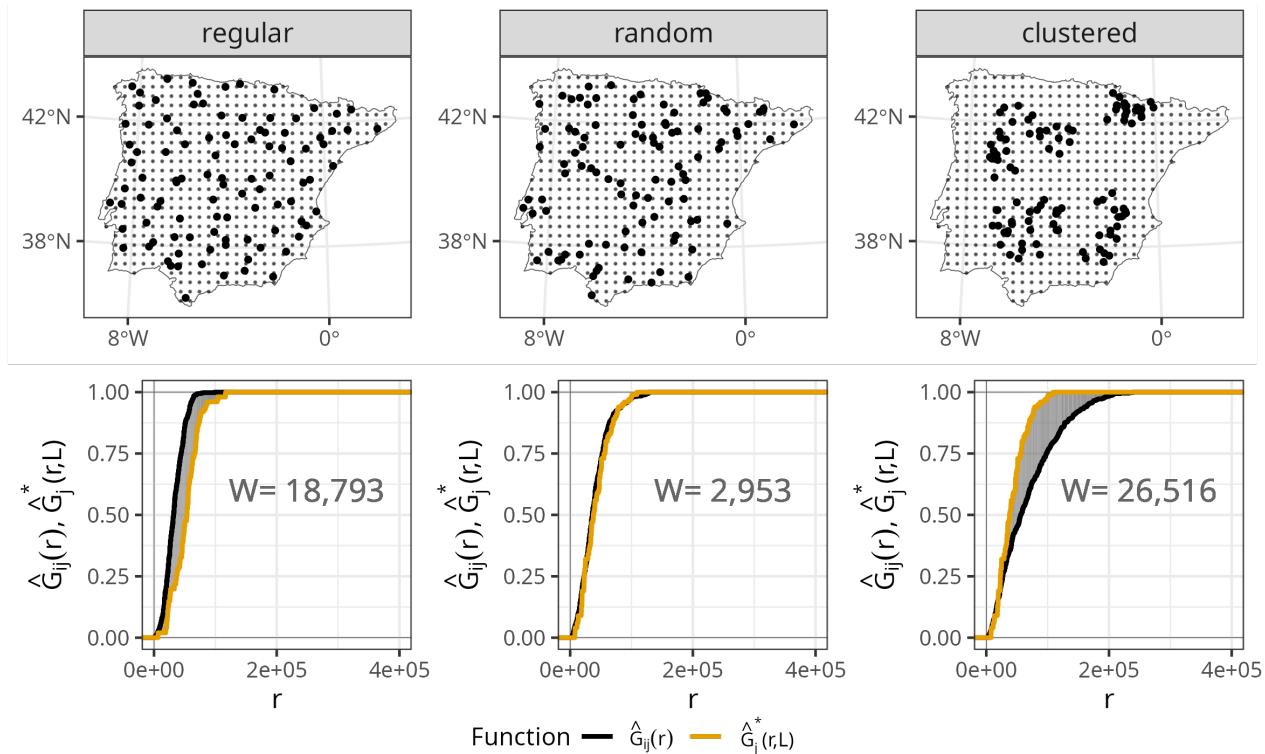 regular random clustered
42°N 42°N 42°N
38°N 38°N 38°N
8°W 0° 8°W 0° 8°W 0°
1.00 1.00 1.00
0.75 0.75 0.75
W= 18,793 W= 2,953 W= 26,516
0.50 0.50 0.50
0.25 0.25 0.25
0.00 0.00 0.00
Ĝij(r), Ĝj*(r,L) Ĝij(r), Ĝj*(r,L) Ĝij(r), Ĝj*(r,L)
0e+00 2e+05 4e+05 0e+00 2e+05 4e+05 0e+00 2e+05 4e+05
r r r
Function Ĝij(r) Ĝj*(r,L)